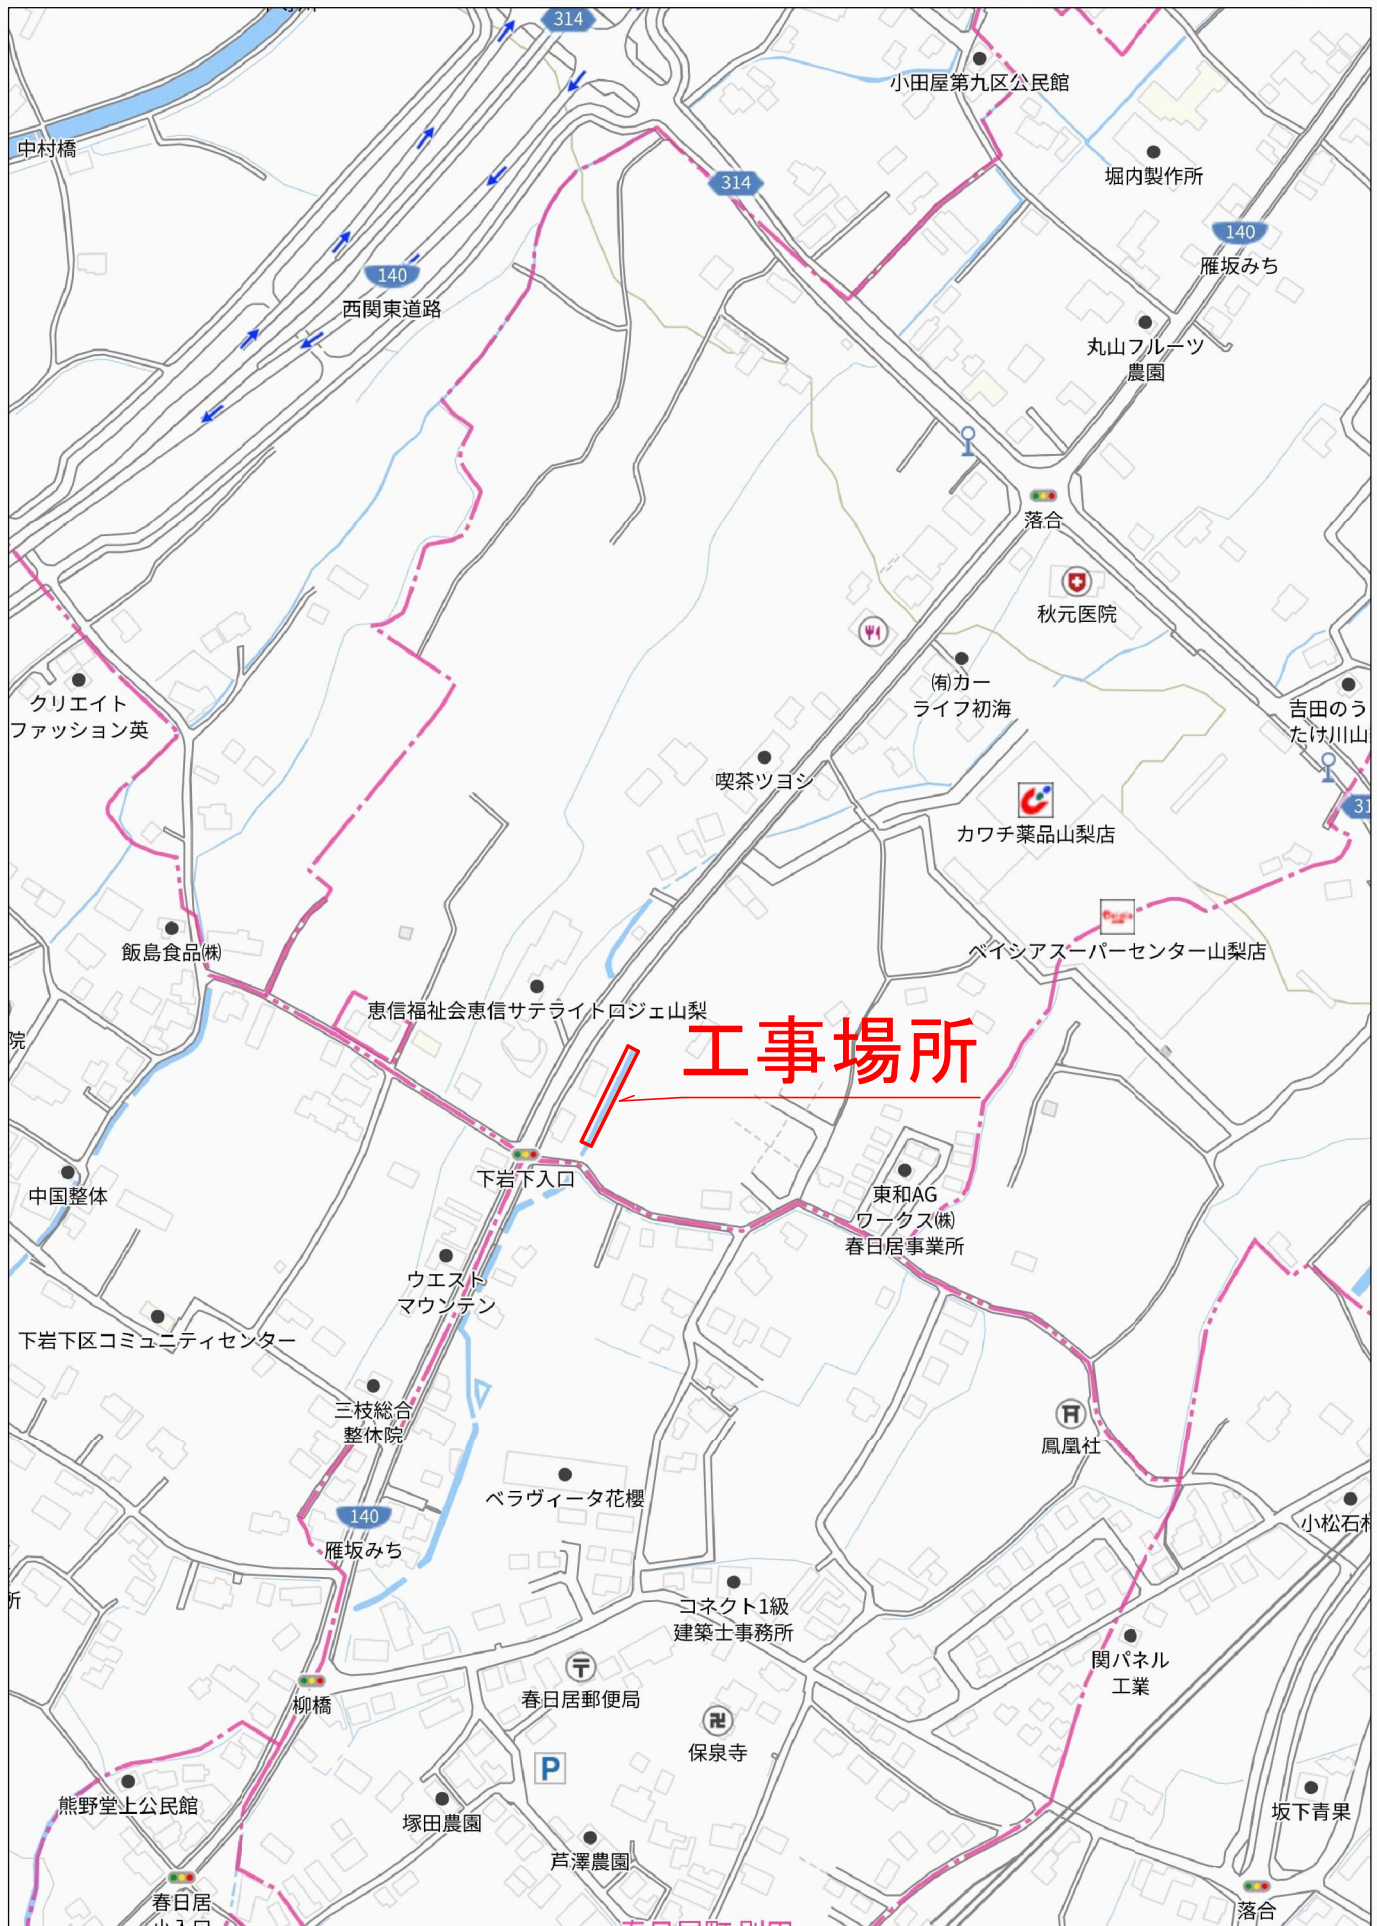 314
小田屋第九区公民館
中村橋
堀内製作所
314
140
雁坂みち
140
西関東道路
丸山フルーツ
農園
落合
秋元医院
クリエイト
ファッション英
㈲カー
ライフ初海
吉田のう
たけ川山
喫茶ツヨシ
カワチ薬品山梨店
飯島食品㈱
ベイシアスーパーセンター山梨店
恵信福祉会恵信サテライトロジェ山梨
院
工事場所
下岩下入口
中国整体
東和AG
ワークス㈱
春日居事業所
ウエスト
マウンテン
下岩下区コミュニティセンター
三枝総合
整休院
鳳凰社
ベラヴィータ花櫻
140
雁坂みち
小松石材
所
コネクト1級
建築士事務所
関パネル
工業
春日居郵便局
柳橋
保泉寺
P
熊野堂上公民館
塚田農園
坂下青果
芦澤農園
春日居
落合